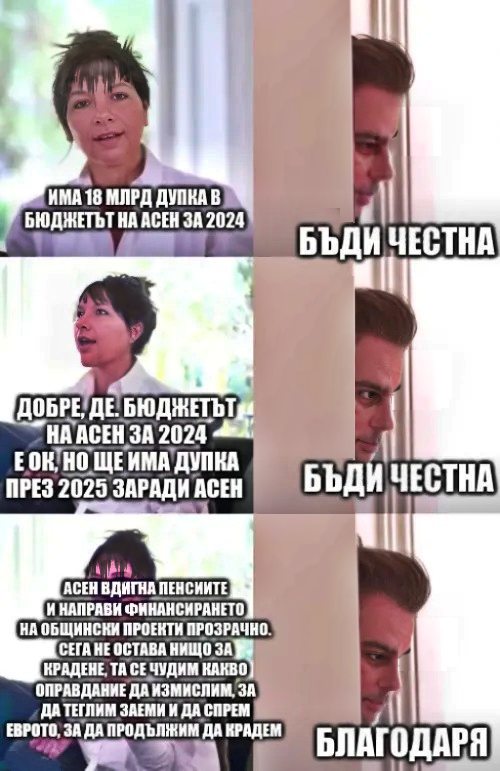 ИМА 18 МЛРД ДУПКА В
БЮДЖЕТЪТ НА АСЕН ЗА 2024
БЪДИ ЧЕСТНА
ДОБРЕ, ДЕ. БЮДЖЕТЪТ
НА АСЕН ЗА 2024
Е ОК, НО ЩЕ ИМА ДУПКА
ПРЕЗ 2025 ЗАРАДИ АСЕН
БЪДИ ЧЕСТНА
АСЕН ВДИГНА ПЕНСИИТЕ
И НАПРАВИ ФИНАНСИРАНЕТО
НА ОБЩИНСКИ ПРОЕКТИ ПРОЗРАЧНО.
СЕГА НЕ ОСТАВА НИЩО ЗА
КРАДЕНЕ, ТА СЕ ЧУДИМ КАКВО
ОПРАВДАНИЕ ДА ИЗМИСЛИМ, ЗА
ДА ТЕГЛИМ ЗАЕМИ И ДА СПРЕМ
ЕВРОТО, ЗА ДА ПРОДЪЛЖИМ ДА КРАДЕМ
БЛАГОДАРЯ